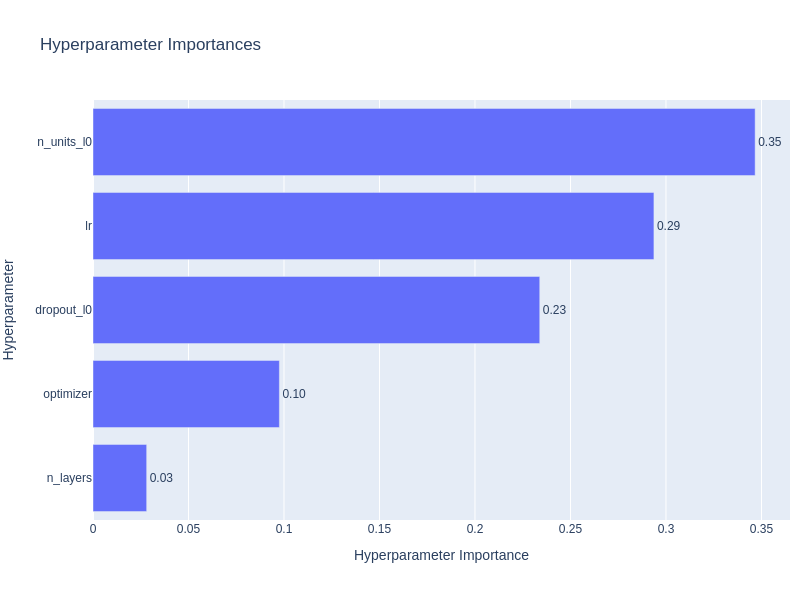 Hyperparameter Importances
Hyperparameter
n_units_l0
0.35
lr
0.29
dropout_l0
0.23
optimizer
0.10
n_layers
0.03
0
0.05
0.1
0.15
0.2
0.25
0.3
0.35
Hyperparameter Importance